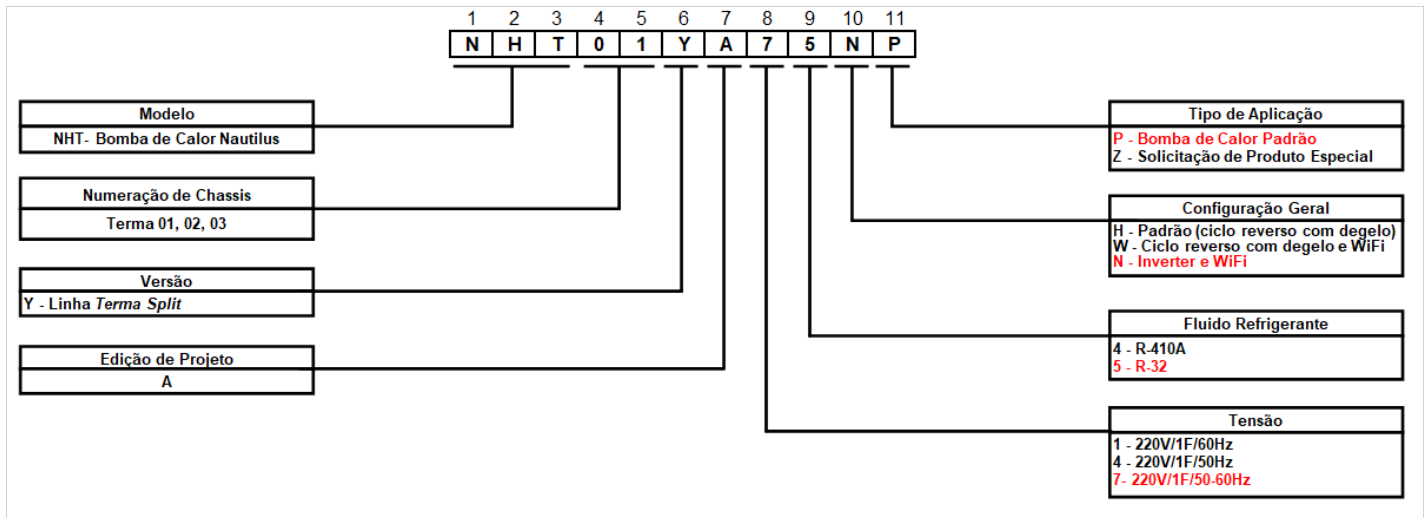 1 2 3 4 5 6 7 8 9 10 11
N H T 0 1 Y A 7 5 N P
Modelo
NHT- Bomba de Calor Nautilus
Numeração de Chassis
Terma 01, 02, 03
Versão
Y - Linha Terma Split
Edição de Projeto
A
Tipo de Aplicação
P - Bomba de Calor Padrão
Z - Solicitação de Produto Especial
Configuração Geral
H - Padrão (ciclo reverso com degelo)
W - Ciclo reverso com degelo e WiFi
N - Inverter e WiFi
Fluido Refrigerante
4 - R-410A
5 - R-32
Tensão
1 - 220V/1F/60Hz
4 - 220V/1F/50Hz
7- 220V/1F/50-60Hz